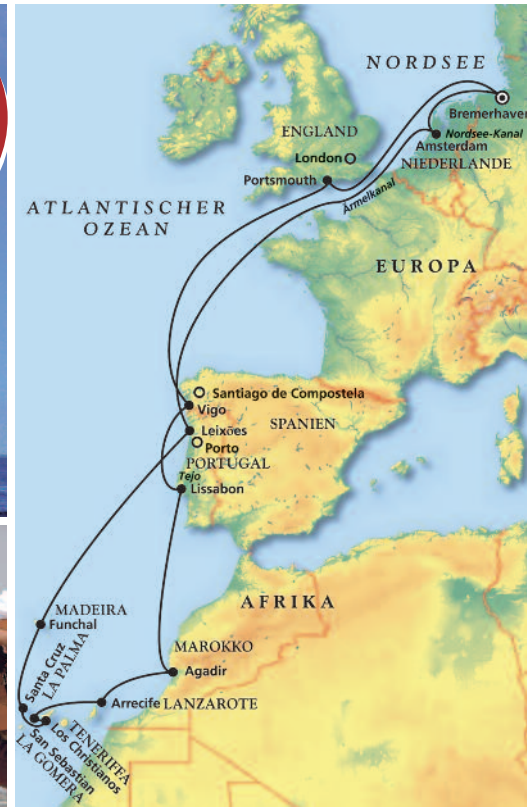 NORDSEE
Bremerhaven
Nordsee-Kanal
Amsterdam
NIEDERLANDE
ENGLAND
London
Portsmouth
Ärmelkanal
ATLANTISCHER
OZEAN
EUROPA
Santiago de Compostela
Vigo
SPANIEN
Leixões
Porto
PORTUGAL
Tejo
Lissabon
AFRIKA
MADEIRA
Funchal
MAROKKO
Agadir
Santa Cruz
LA PALMA
Arrecife LANZAROTE
TENERIFFA
Los Christianos
San Sebastian
LA GOMERA